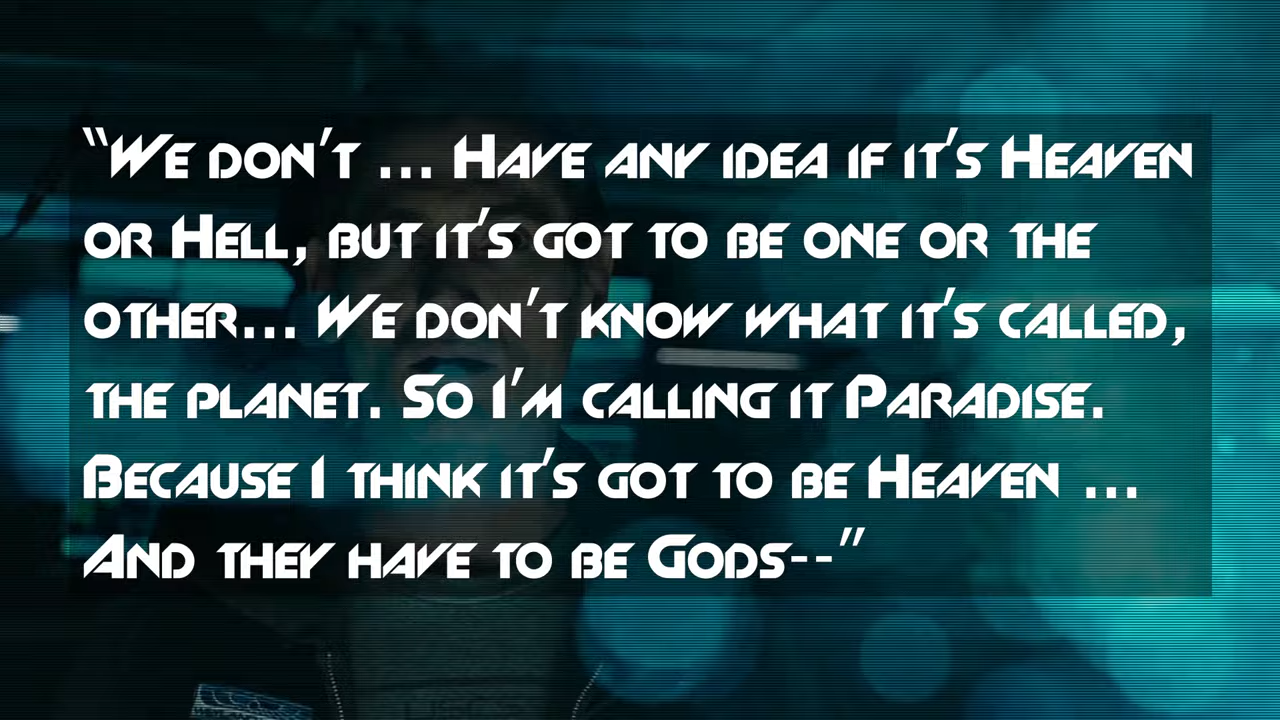 “We don't ... Have any idea if it's Heaven
or Hell, but it's got to be one or the
other... We don't know what it's called,
the planet. So I'm calling it Paradise.
Because I think it's got to be Heaven ...
And they have to be Gods--”